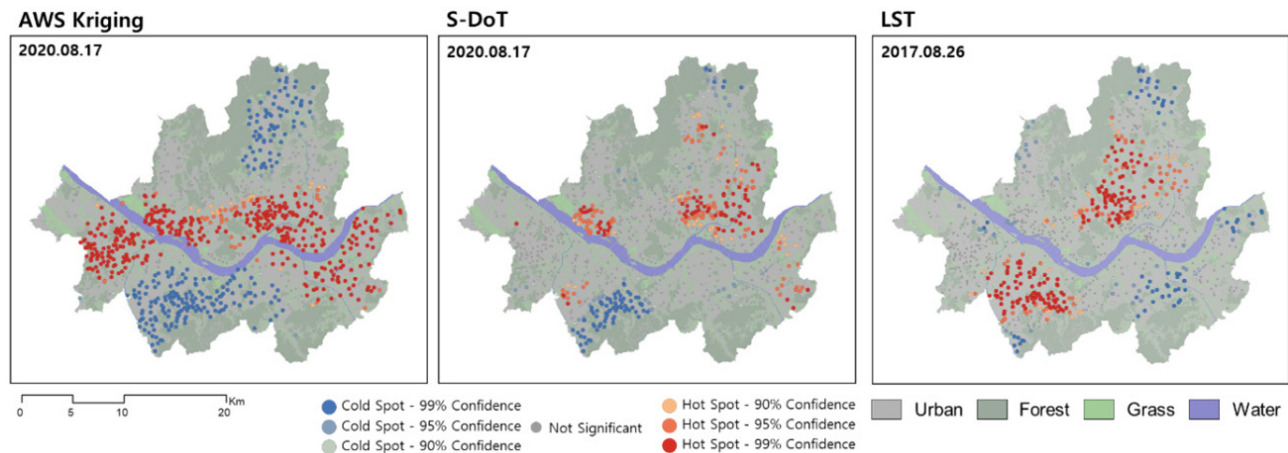 AWS Kriging
S-DoT
LST
2020.08.17
2020.08.17
2017.08.26
0 5 10 20 Km
Cold Spot - 99% Confidence
Cold Spot - 95% Confidence
Cold Spot - 90% Confidence
Not Significant
Hot Spot - 90% Confidence
Hot Spot - 95% Confidence
Hot Spot - 99% Confidence
Urban Forest Grass Water